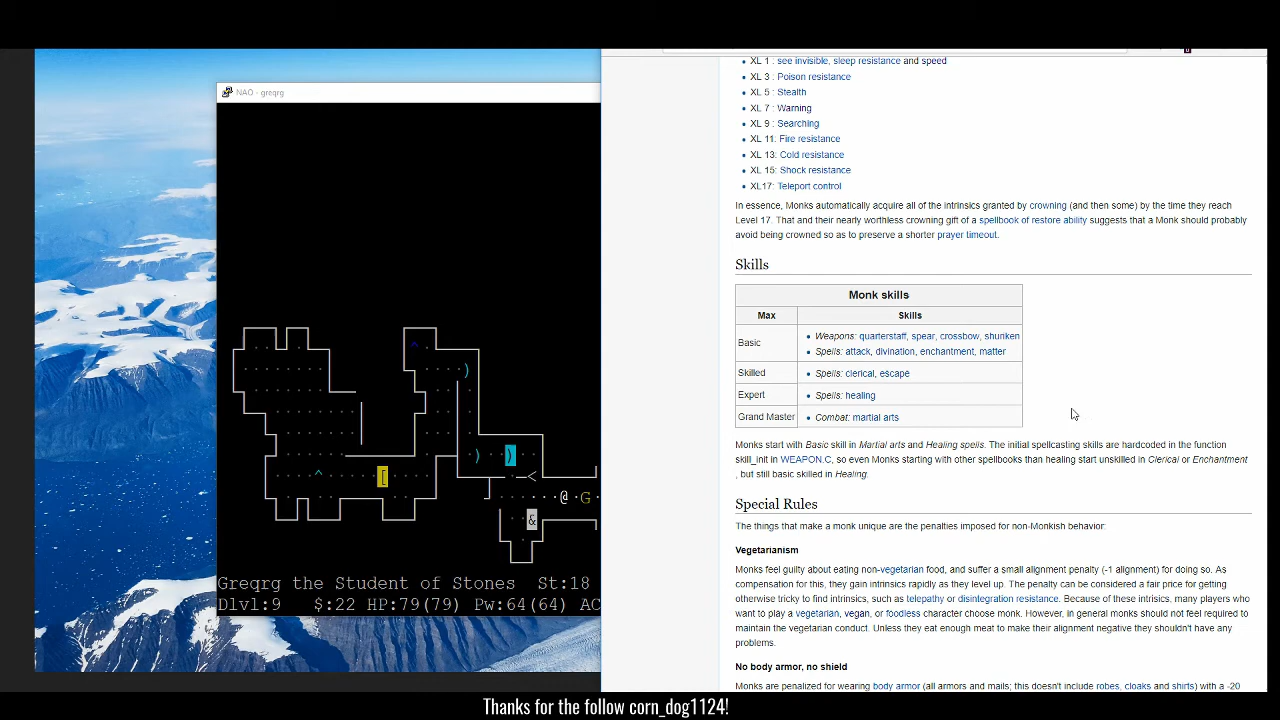 NAO - greqrg
Greqrg the Student of Stones St:18
Dlvl:9 $:22 HP:79(79) Pw:64(64) AC
XL 1 : see invisible, sleep resistance and speed
XL 3 : Poison resistance
XL 5 : Stealth
XL 7 : Warning
XL 9 : Searching
XL 11: Fire resistance
XL 13: Cold resistance
XL 15: Shock resistance
XL17: Teleport control
In essence, Monks automatically acquire all of the intrinsics granted by crowning (and then some) by the time they reach
Level 17. That and their nearly worthless crowning gift of a spellbook of restore ability suggests that a Monk should probably
avoid being crowned so as to preserve a shorter prayer timeout.
Skills
Monk skills
Max Skills
Basic
Weapons: quarterstaff, spear, crossbow, shuriken
Spells: attack, divination, enchantment, matter
Skilled Spells: clerical, escape
Expert Spells: healing
Grand Master Combat: martial arts
Monks start with Basic skill in Martial arts and Healing spells. The initial spellcasting skills are hardcoded in the function
skill_init in WEAPON.C, so even Monks starting with other spellbooks than healing start unskilled in Clerical or Enchantment
, but still basic skilled in Healing.
Special Rules
The things that make a monk unique are the penalties imposed for non-Monkish behavior:
Vegetarianism
Monks feel guilty about eating non-vegetarian food, and suffer a small alignment penalty (-1 alignment) for doing so. As
compensation for this, they gain intrinsics rapidly as they level up. The penalty can be considered a fair price for getting
otherwise tricky to find intrinsics, such as telepathy or disintegration resistance. Because of these intrinsics, many players who
want to play a vegetarian, vegan, or foodless character choose monk. However, in general monks should not feel required to
maintain the vegetarian conduct. Unless they eat enough meat to make their alignment negative they shouldn't have any
problems.
No body armor, no shield
Monks are penalized for wearing body armor (all armors and mails; this doesn't include robes, cloaks and shirts) with a -20
Thanks for the follow corn_dog1124!